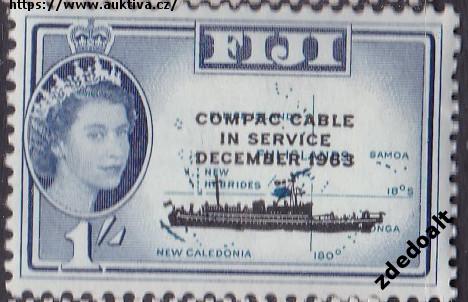 https://www.auktiva.cz/
FIJI
COMPAC CABLE
IN SERVICE
DECEMBER 1963
SAMOA
NEW
HEBRIDES
18°S
1/-
NEW CALEDONIA
180°
zdedoalt